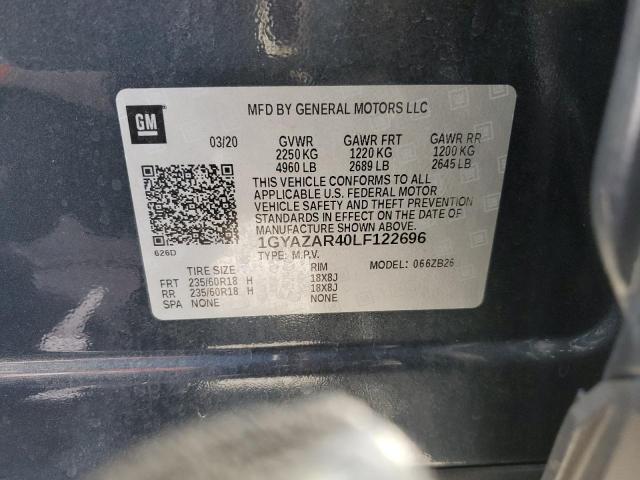 GM
MFD BY GENERAL MOTORS LLC
03/20 GVWR GAWR FRT GAWR RR
2250 KG 1220 KG 1200 KG
4960 LB 2689 LB 2645 LB
THIS VEHICLE CONFORMS TO ALL
APPLICABLE U.S. FEDERAL MOTOR
VEHICLE SAFETY AND THEFT PREVENTION
STANDARDS IN EFFECT ON THE DATE OF
MANUFACTURE SHOWN ABOVE.
626D
1GYAZAR40LF122696
TYPE: M.P.V. MODEL: 066ZB26
TIRE SIZE RIM
FRT 235/60R18 H 18X8J
RR 235/60R18 H 18X8J
SPA NONE NONE